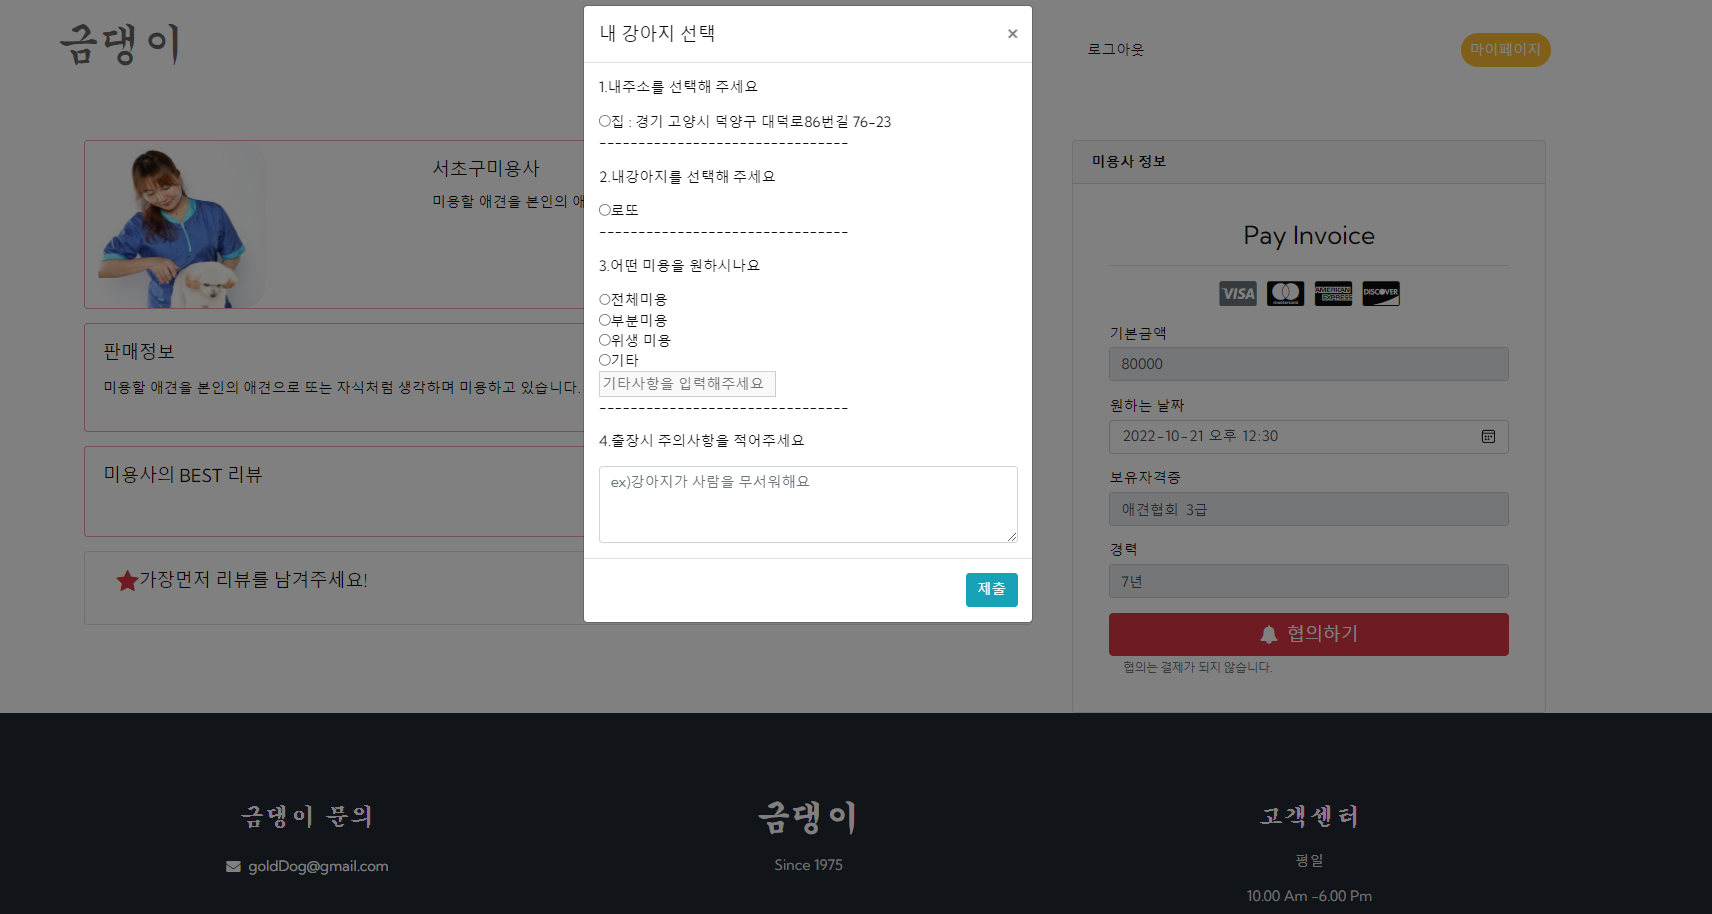 금댕이
로그아웃
마이페이지
내 강아지 선택
×
1.내주소를 선택해 주세요
집 : 경기 고양시 덕양구 대덕로86번길 76-23
--------------------------------
2.내강아지를 선택해 주세요
로또
--------------------------------
3.어떤 미용을 원하시나요
전체미용
부분미용
위생 미용
기타
기타사항을 입력해주세요
--------------------------------
4.출장시 주의사항을 적어주세요
ex)강아지가 사람을 무서워해요
제출
서초구미용사
미용할 애견을 본인의 애
판매정보
미용할 애견을 본인의 애견으로 또는 자식처럼 생각하며 미용하고 있습니다.
미용사의 BEST 리뷰
가장먼저 리뷰를 남겨주세요!
미용사 정보
Pay Invoice
VISA
mastercard
AMERICAN EXPRESS
DISCOVER
기본금액
80000
원하는 날짜
2022-10-21 오후 12:30
보유자격증
애견협회 3급
경력
7년
협의하기
협의는 결제가 되지 않습니다.
금댕이 문의
goldDog@gmail.com
금댕이
Since 1975
고객센터
평일
10.00 Am -6.00 Pm